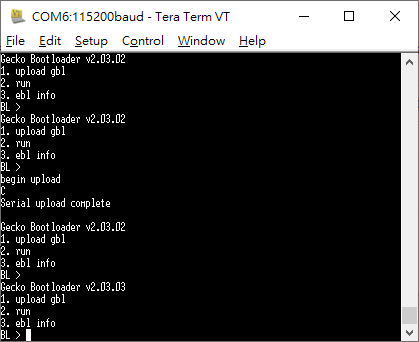 COM6:115200baud - Tera Term VT
File Edit Setup Control Window Help
Gecko Bootloader v2.03.02
1. upload gbl
2. run
3. ebl info
BL >
Gecko Bootloader v2.03.02
1. upload gbl
2. run
3. ebl info
BL >
begin upload
C
Serial upload complete
Gecko Bootloader v2.03.02
1. upload gbl
2. run
3. ebl info
BL >
Gecko Bootloader v2.03.03
1. upload gbl
2. run
3. ebl info
BL >